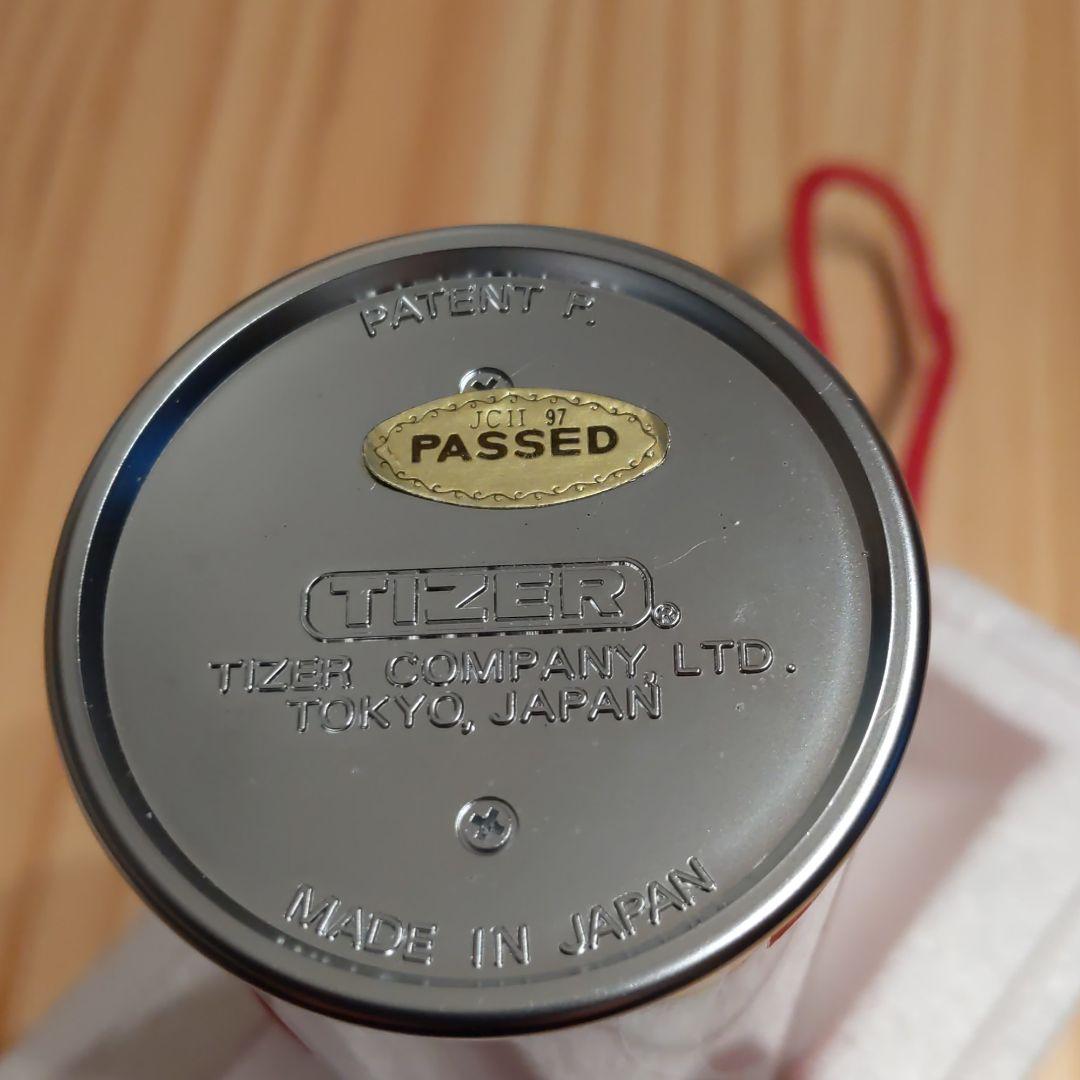 PATENT P.
JCII 97
PASSED
TIZER®
TIZER COMPANY, LTD.
TOKYO, JAPAN
MADE IN JAPAN